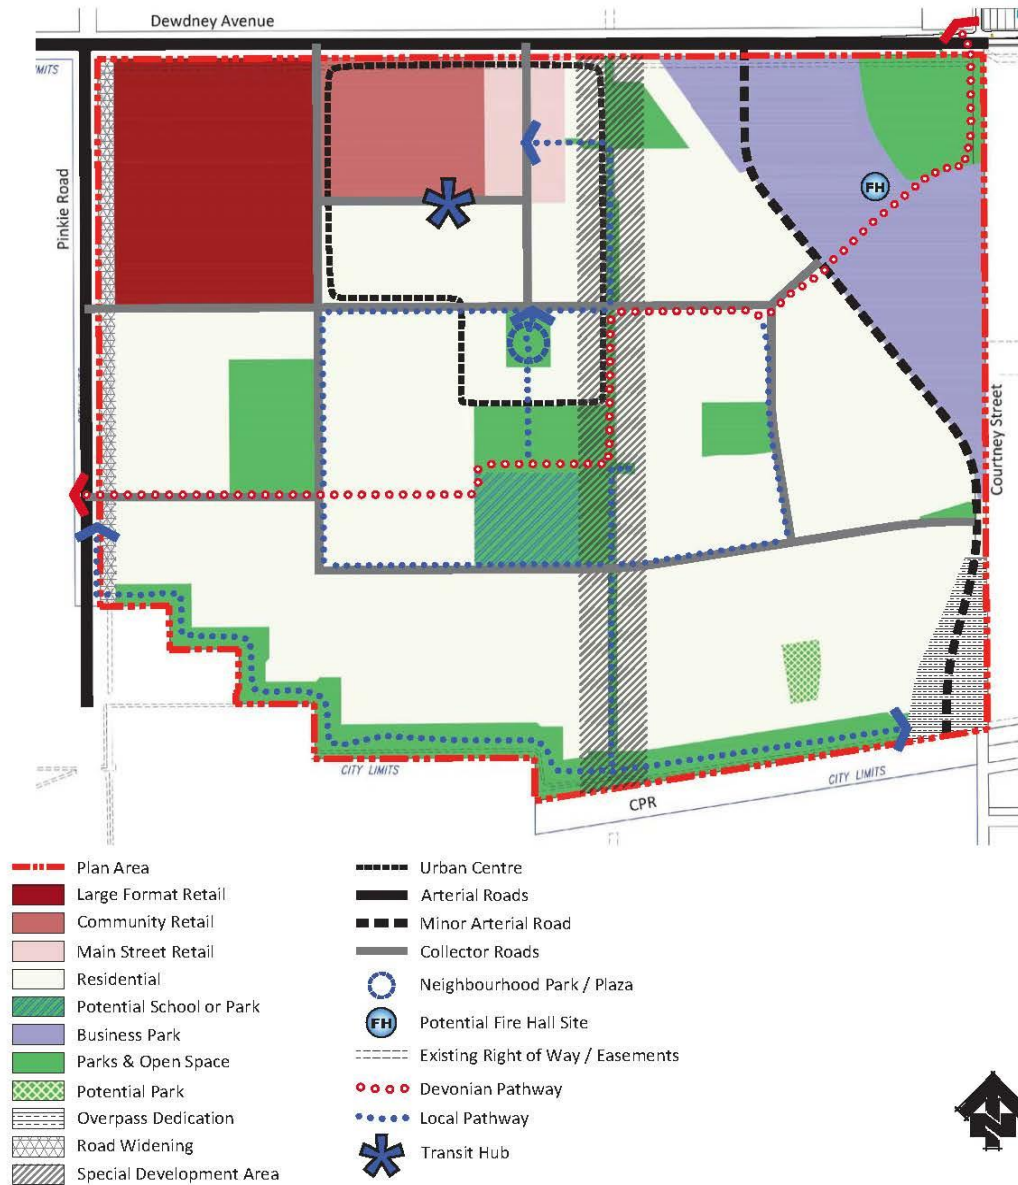 Dewdney Avenue
MITS
Pinkie Road
FH
Courtney Street
CITY LIMITS
CITY LIMITS
CPR
Plan Area
Large Format Retail
Community Retail
Main Street Retail
Residential
Potential School or Park
Business Park
Parks & Open Space
Potential Park
Overpass Dedication
Road Widening
Special Development Area
Urban Centre
Arterial Roads
Minor Arterial Road
Collector Roads
Neighbourhood Park / Plaza
FH
Potential Fire Hall Site
Existing Right of Way / Easements
Devonian Pathway
Local Pathway
Transit Hub